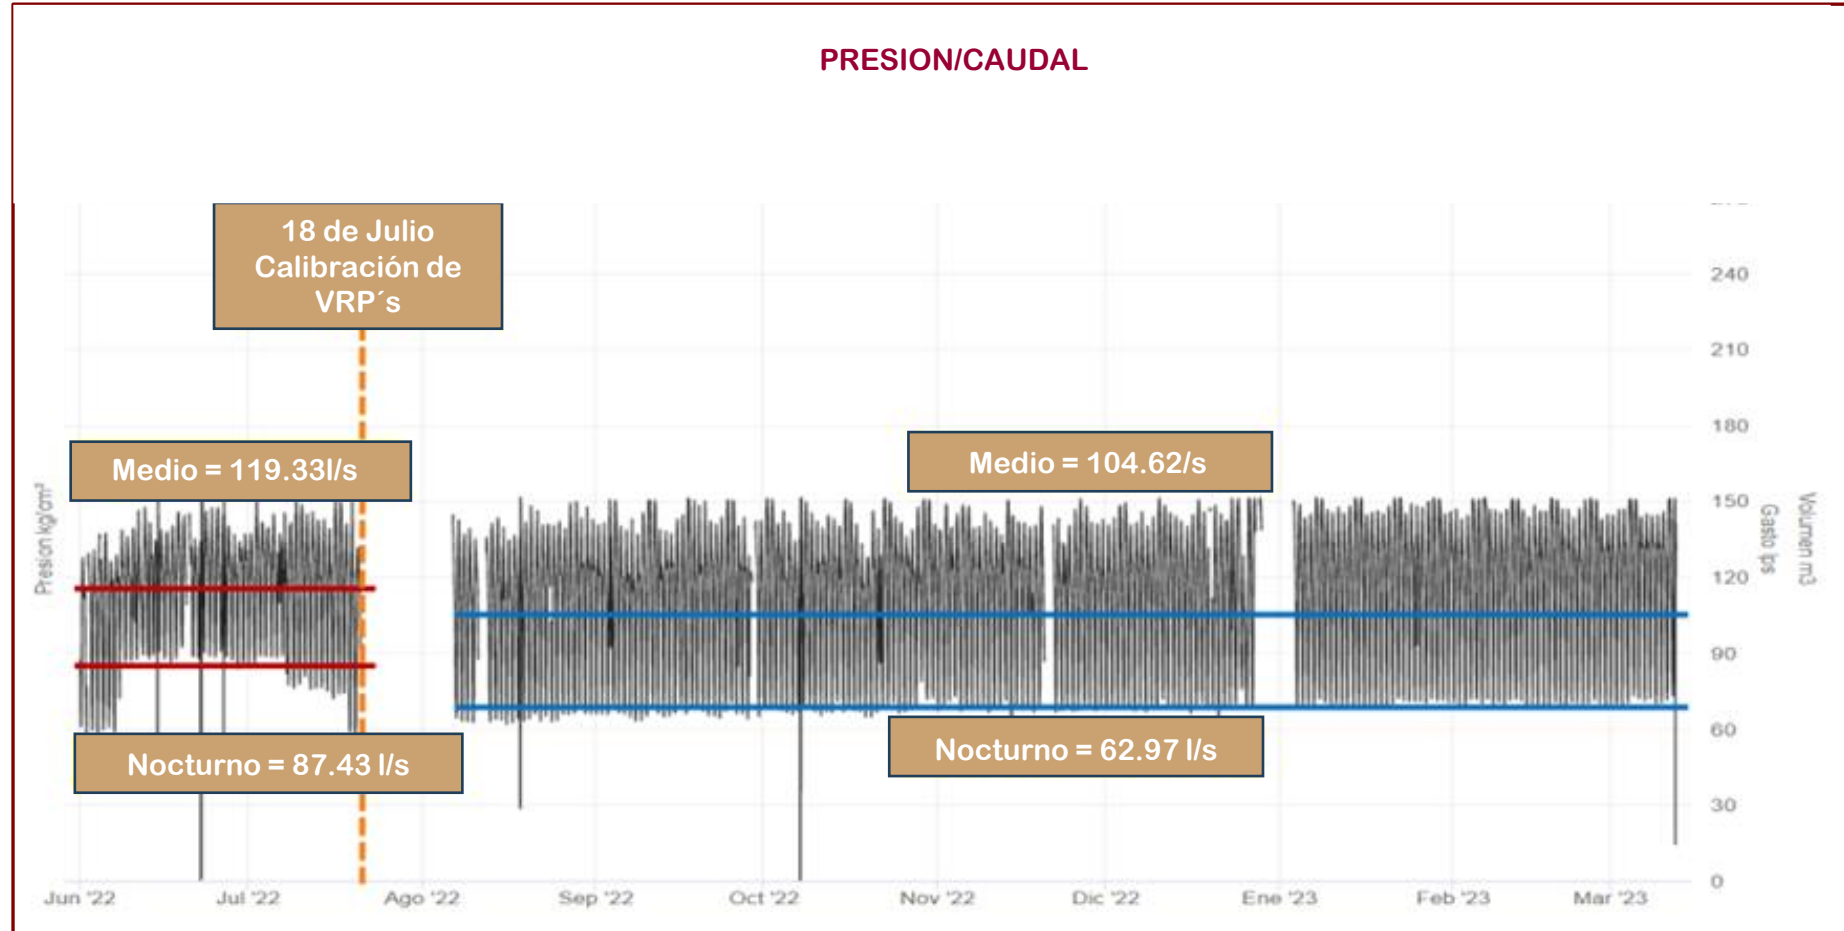 PRESION/CAUDAL
18 de Julio
Calibración de
VRP´s
240
210
180
150
120
90
60
30
0
Medio = 119.33l/s
Medio = 104.62/s
Nocturno = 87.43 l/s
Nocturno = 62.97 l/s
Presion kg/cm²
Gasto lps
Volumen m3
Jun '22
Jul '22
Ago '22
Sep '22
Oct '22
Nov '22
Dic '22
Ene '23
Feb '23
Mar '23